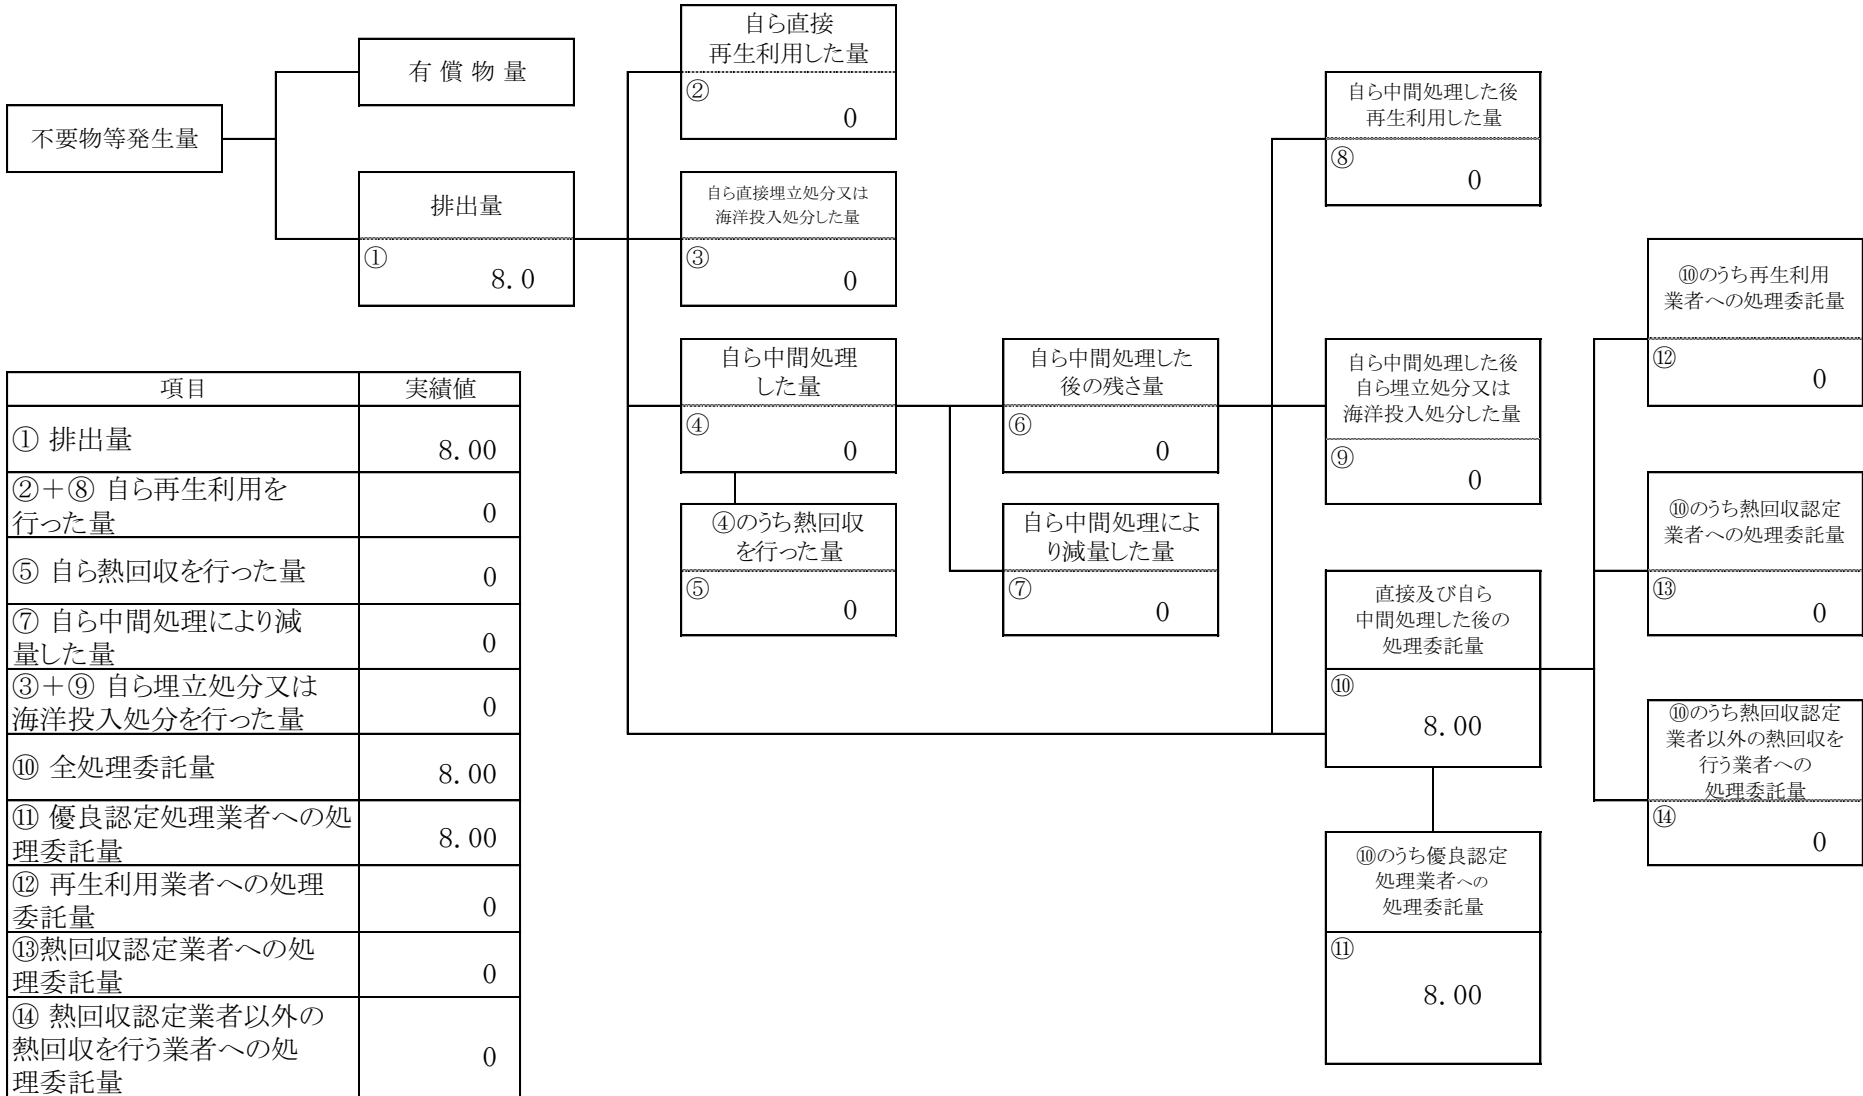 不要物等発生量
有 償 物 量
排出量
①
8.0
自ら直接
再生利用した量
②
0
自ら直接埋立処分又は
海洋投入処分した量
③
0
自ら中間処理
した量
④
0
④のうち熱回収
を行った量
⑤
0
自ら中間処理した
後の残さ量
⑥
0
自ら中間処理によ
り減量した量
⑦
0
自ら中間処理した後
再生利用した量
⑧
0
自ら中間処理した後
自ら埋立処分又は
海洋投入処分した量
⑨
0
直接及び自ら
中間処理した後の
処理委託量
⑩
8.00
⑩のうち優良認定
処理業者への
処理委託量
⑪
8.00
⑩のうち再生利用
業者への処理委託量
⑫
0
⑩のうち熱回収認定
業者への処理委託量
⑬
0
⑩のうち熱回収認定
業者以外の熱回収を
行う業者への
処理委託量
⑭
0
項目 実績値
① 排出量 8.00
②+⑧ 自ら再生利用を
行った量 0
⑤ 自ら熱回収を行った量 0
⑦ 自ら中間処理により減
量した量 0
③+⑨ 自ら埋立処分又は
海洋投入処分を行った量 0
⑩ 全処理委託量 8.00
⑪ 優良認定処理業者への処
理委託量 8.00
⑫ 再生利用業者への処理
委託量 0
⑬熱回収認定業者への処
理委託量 0
⑭ 熱回収認定業者以外の
熱回収を行う業者への処
理委託量 0